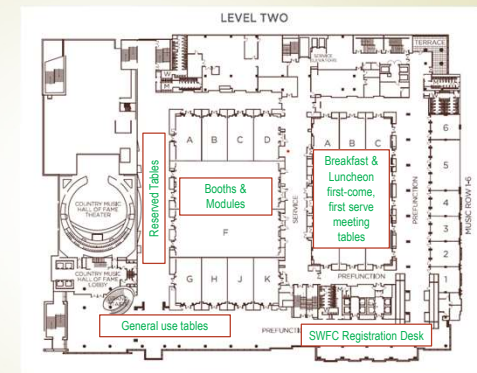 LEVEL TWO
TERRACE
SERVICE
ELEVATORS
W
M
A
B
C
D
A
B
C
6
5
4
3
2
1
MUSIC ROW 1-6
PREFUNCTION
Reserved Tables
Booths &
Modules
Breakfast &
Luncheon
first-come,
first serve
meeting
tables
SERVICE
COUNTRY MUSIC
HALL OF FAME
THEATER
F
COUNTRY MUSIC
HALL OF FAME
LOBBY
G
H
J
K
PREFUNCTION
General use tables
PREFUNCTION
SWFC Registration Desk